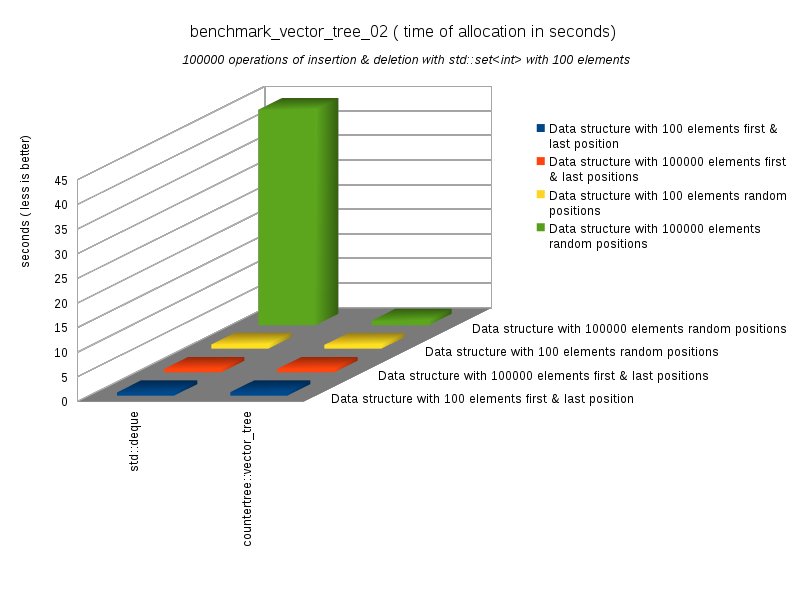 benchmark_vector_tree_02 ( time of allocation in seconds)
100000 operations of insertion & deletion with std::set<int> with 100 elements
seconds ( less is better)
45
40
35
30
25
20
15
10
5
0
Data structure with 100 elements first &
last position
Data structure with 100000 elements first
& last positions
Data structure with 100 elements random
positions
Data structure with 100000 elements
random positions
Data structure with 100000 elements random positions
Data structure with 100 elements random positions
Data structure with 100000 elements first & last positions
Data structure with 100 elements first & last position
std::deque
countertree::vector_tree